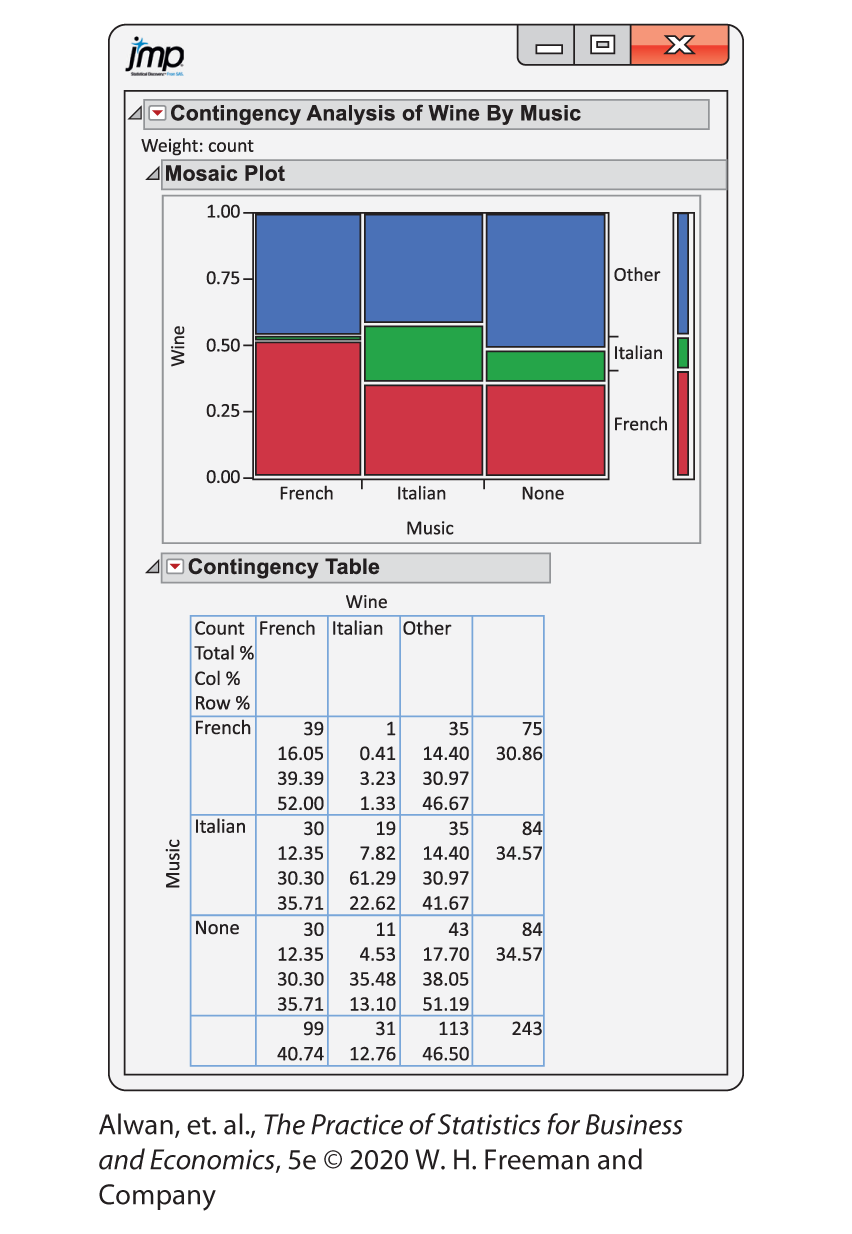 jmp
Statistical Discovery™ From SAS.
Contingency Analysis of Wine By Music
Weight: count
Mosaic Plot
1.00
0.75
0.50
0.25
0.00
Wine
Other
Italian
French
French Italian None
Music
Contingency Table
Wine
Count French Italian Other
Total %
Col %
Row %
Music
French 39 1 35 75
16.05 0.41 14.40 30.86
39.39 3.23 30.97
52.00 1.33 46.67
Italian 30 19 35 84
12.35 7.82 14.40 34.57
30.30 61.29 30.97
35.71 22.62 41.67
None 30 11 43 84
12.35 4.53 17.70 34.57
30.30 35.48 38.05
35.71 13.10 51.19
99 31 113 243
40.74 12.76 46.50
Alwan, et. al., The Practice of Statistics for Business
and Economics, 5e © 2020 W. H. Freeman and
Company